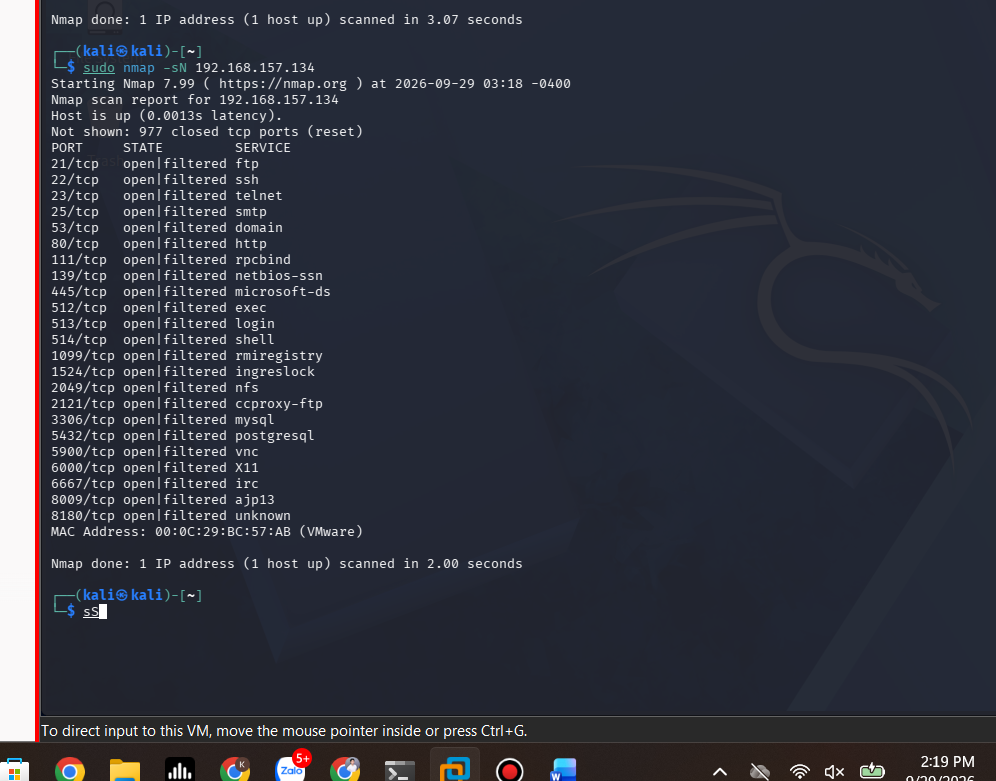 Nmap done: 1 IP address (1 host up) scanned in 3.07 seconds
┌──(kali㉿kali)-[~]
└─$ sudo nmap -sN 192.168.157.134
Starting Nmap 7.99 ( https://nmap.org ) at 2026-09-29 03:18 -0400
Nmap scan report for 192.168.157.134
Host is up (0.0013s latency).
Not shown: 977 closed tcp ports (reset)
PORT     STATE         SERVICE
21/tcp   open|filtered ftp
22/tcp   open|filtered ssh
23/tcp   open|filtered telnet
25/tcp   open|filtered smtp
53/tcp   open|filtered domain
80/tcp   open|filtered http
111/tcp  open|filtered rpcbind
139/tcp  open|filtered netbios-ssn
445/tcp  open|filtered microsoft-ds
512/tcp  open|filtered exec
513/tcp  open|filtered login
514/tcp  open|filtered shell
1099/tcp open|filtered rmiregistry
1524/tcp open|filtered ingreslock
2049/tcp open|filtered nfs
2121/tcp open|filtered ccproxy-ftp
3306/tcp open|filtered mysql
5432/tcp open|filtered postgresql
5900/tcp open|filtered vnc
6000/tcp open|filtered X11
6667/tcp open|filtered irc
8009/tcp open|filtered ajp13
8180/tcp open|filtered unknown
MAC Address: 00:0C:29:BC:57:AB (VMware)
Nmap done: 1 IP address (1 host up) scanned in 2.00 seconds
┌──(kali㉿kali)-[~]
└─$ sS
To direct input to this VM, move the mouse pointer inside or press Ctrl+G.
K
Zalo
5+
W
2:19 PM
9/29/2026